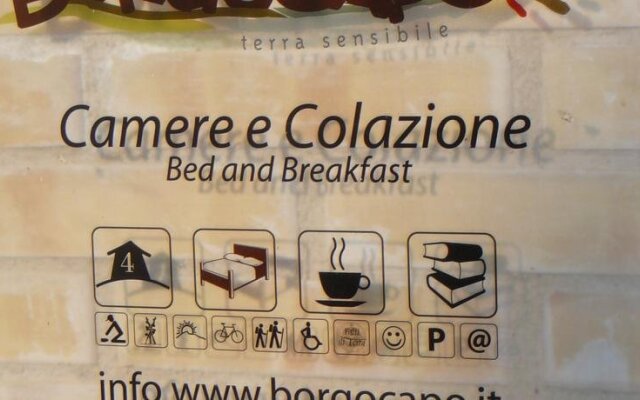 terra sensibile
Camere e Colazione
Bed and Breakfast
4
P @
info www.borgocapo.it